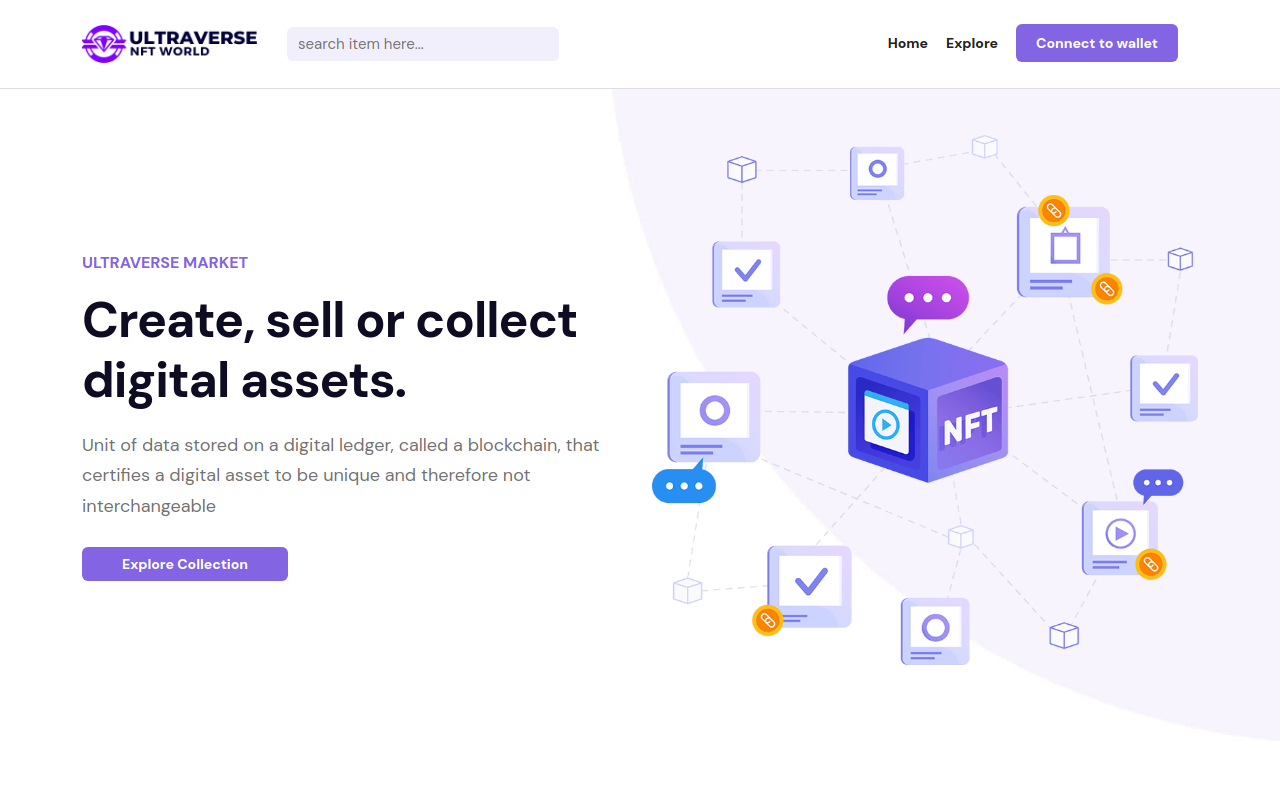 ULTRAVERSE
NFT WORLD
search item here...
Home
Explore
Connect to wallet
ULTRAVERSE MARKET
Create, sell or collect
digital assets.
Unit of data stored on a digital ledger, called a blockchain, that
certifies a digital asset to be unique and therefore not
interchangeable
Explore Collection
NFT